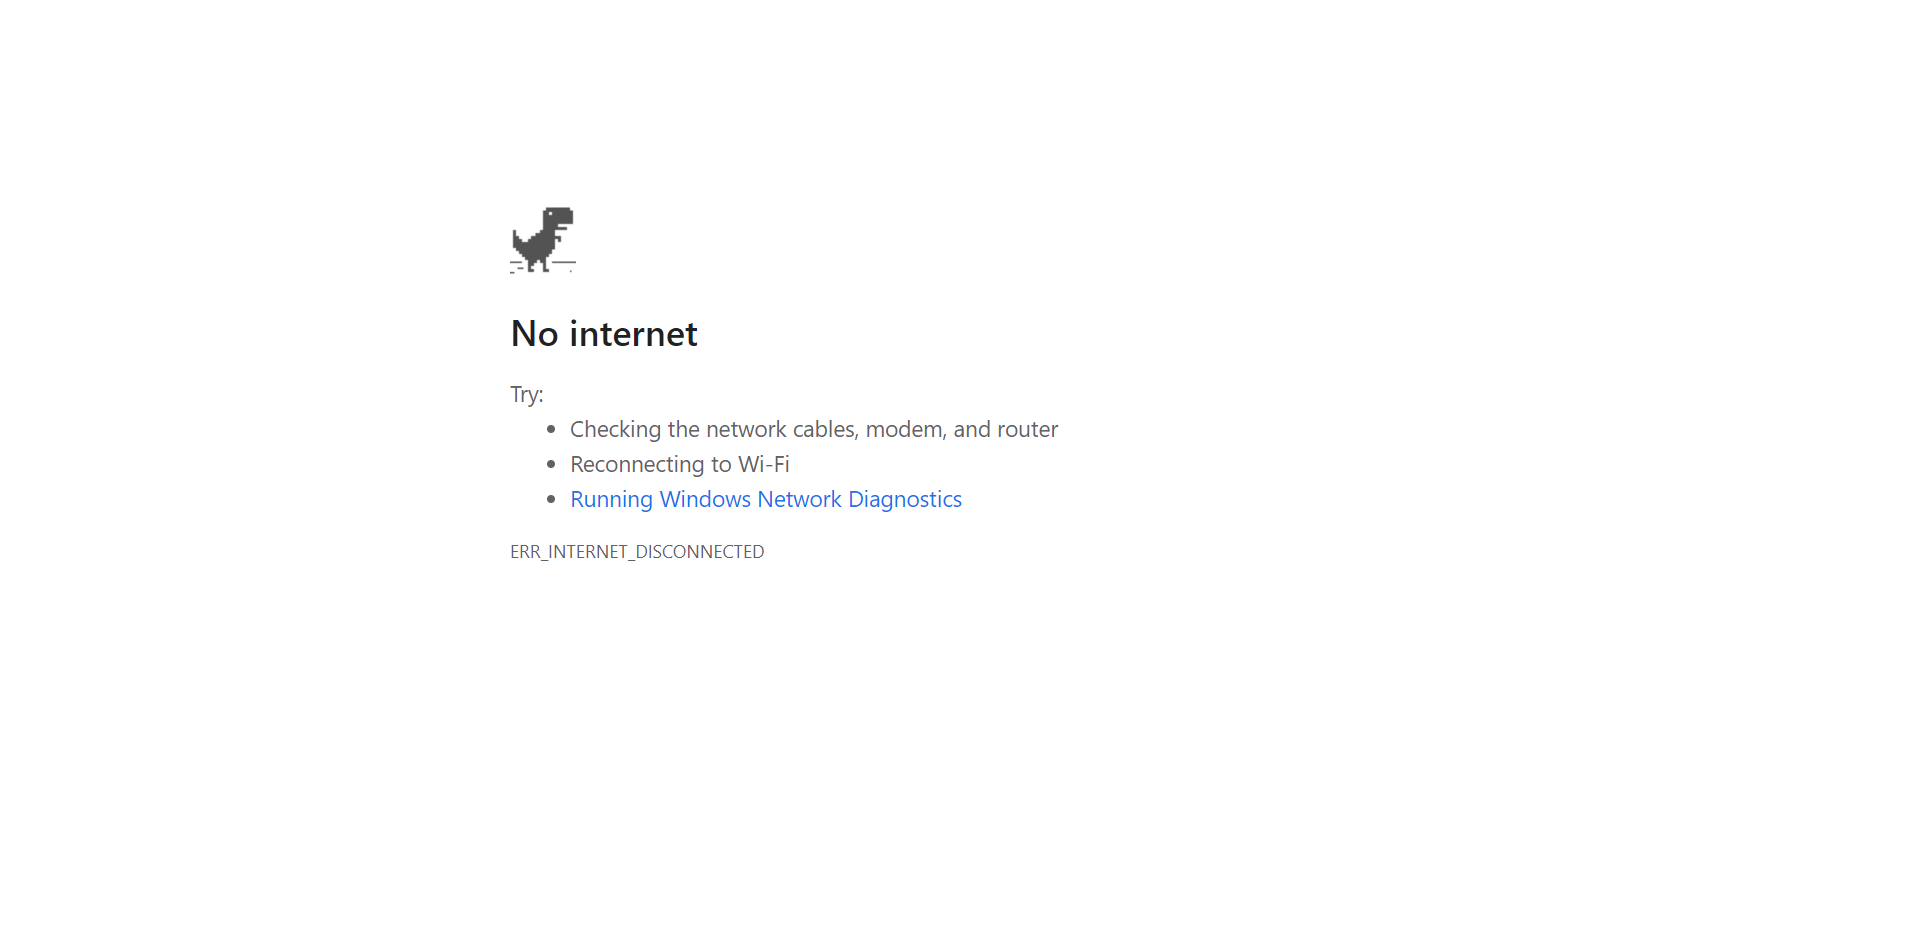 No internet
Try:
Checking the network cables, modem, and router
Reconnecting to Wi-Fi
Running Windows Network Diagnostics
ERR_INTERNET_DISCONNECTED